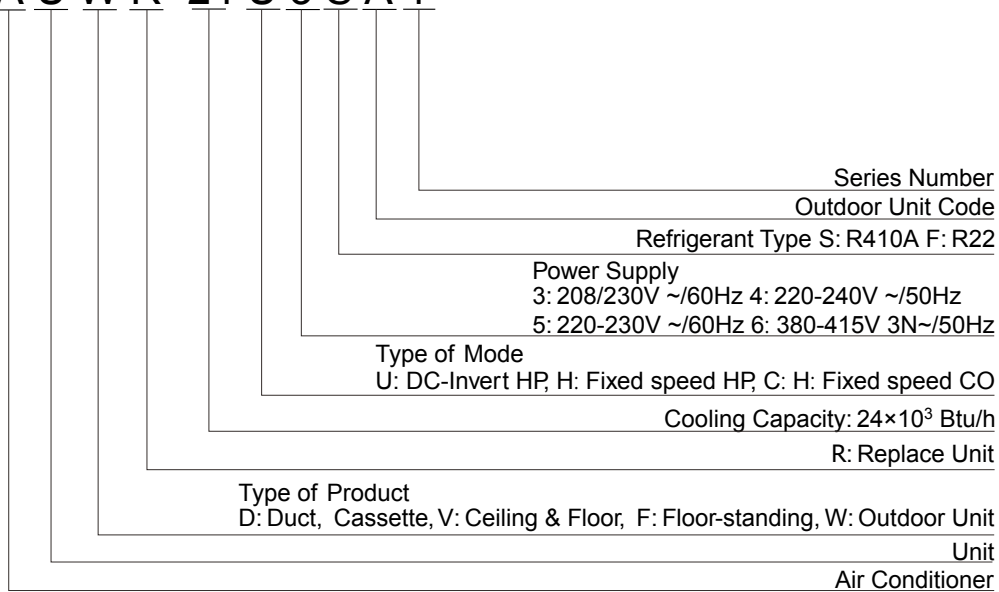 Series Number
Outdoor Unit Code
Refrigerant Type S: R410A F: R22
Power Supply
3: 208/230V ~/60Hz 4: 220-240V ~/50Hz
5: 220-230V ~/60Hz 6: 380-415V 3N~/50Hz
Type of Mode
U: DC-Invert HP, H: Fixed speed HP, C: H: Fixed speed CO
Cooling Capacity: 24×10³ Btu/h
R: Replace Unit
Type of Product
D: Duct, Cassette, V: Ceiling & Floor, F: Floor-standing, W: Outdoor Unit
Unit
Air Conditioner